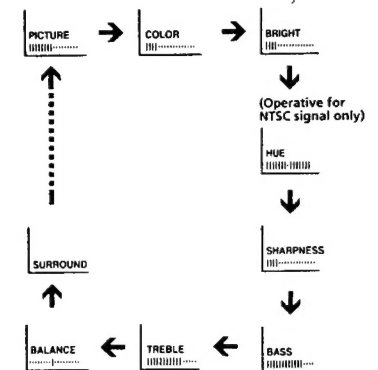 PICTURE
COLOR
BRIGHT
(Operative for
NTSC signal only)
HUE
SHARPNESS
BASS
TREBLE
BALANCE
SURROUND